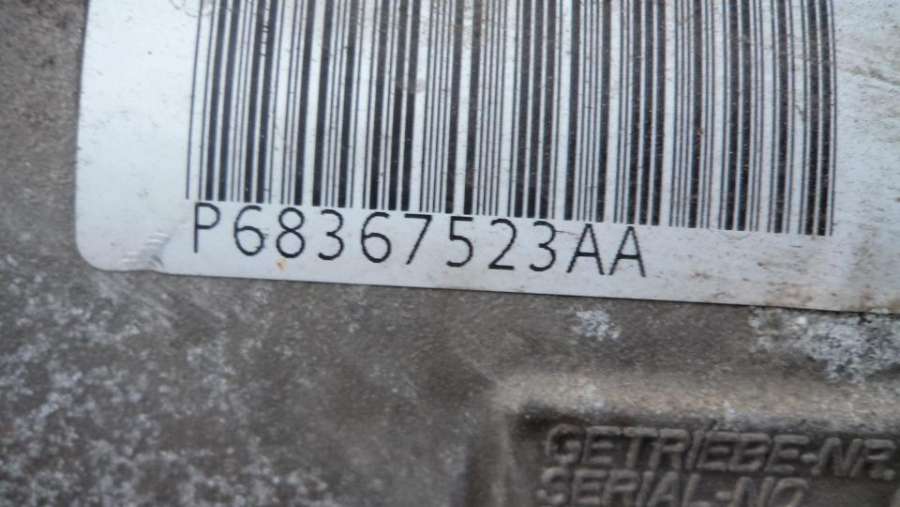 P68367523AA
GETRIEBE-NR.
SERIAL-NO